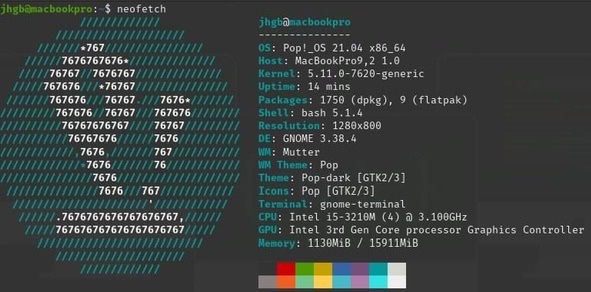 jhgb@macbookpro:~$ neofetch
jhgb@macbookpro
---------------
OS: Pop!_OS 21.04 x86_64
Host: MacBookPro9,2 1.0
Kernel: 5.11.0-7620-generic
Uptime: 14 mins
Packages: 1750 (dpkg), 9 (flatpak)
Shell: bash 5.1.4
Resolution: 1280x800
DE: GNOME 3.38.4
WM: Mutter
WM Theme: Pop
Theme: Pop-dark [GTK2/3]
Icons: Pop [GTK2/3]
Terminal: gnome-terminal
CPU: Intel i5-3210M (4) @ 3.100GHz
GPU: Intel 3rd Gen Core processor Graphics Controller
Memory: 1130MiB / 15911MiB